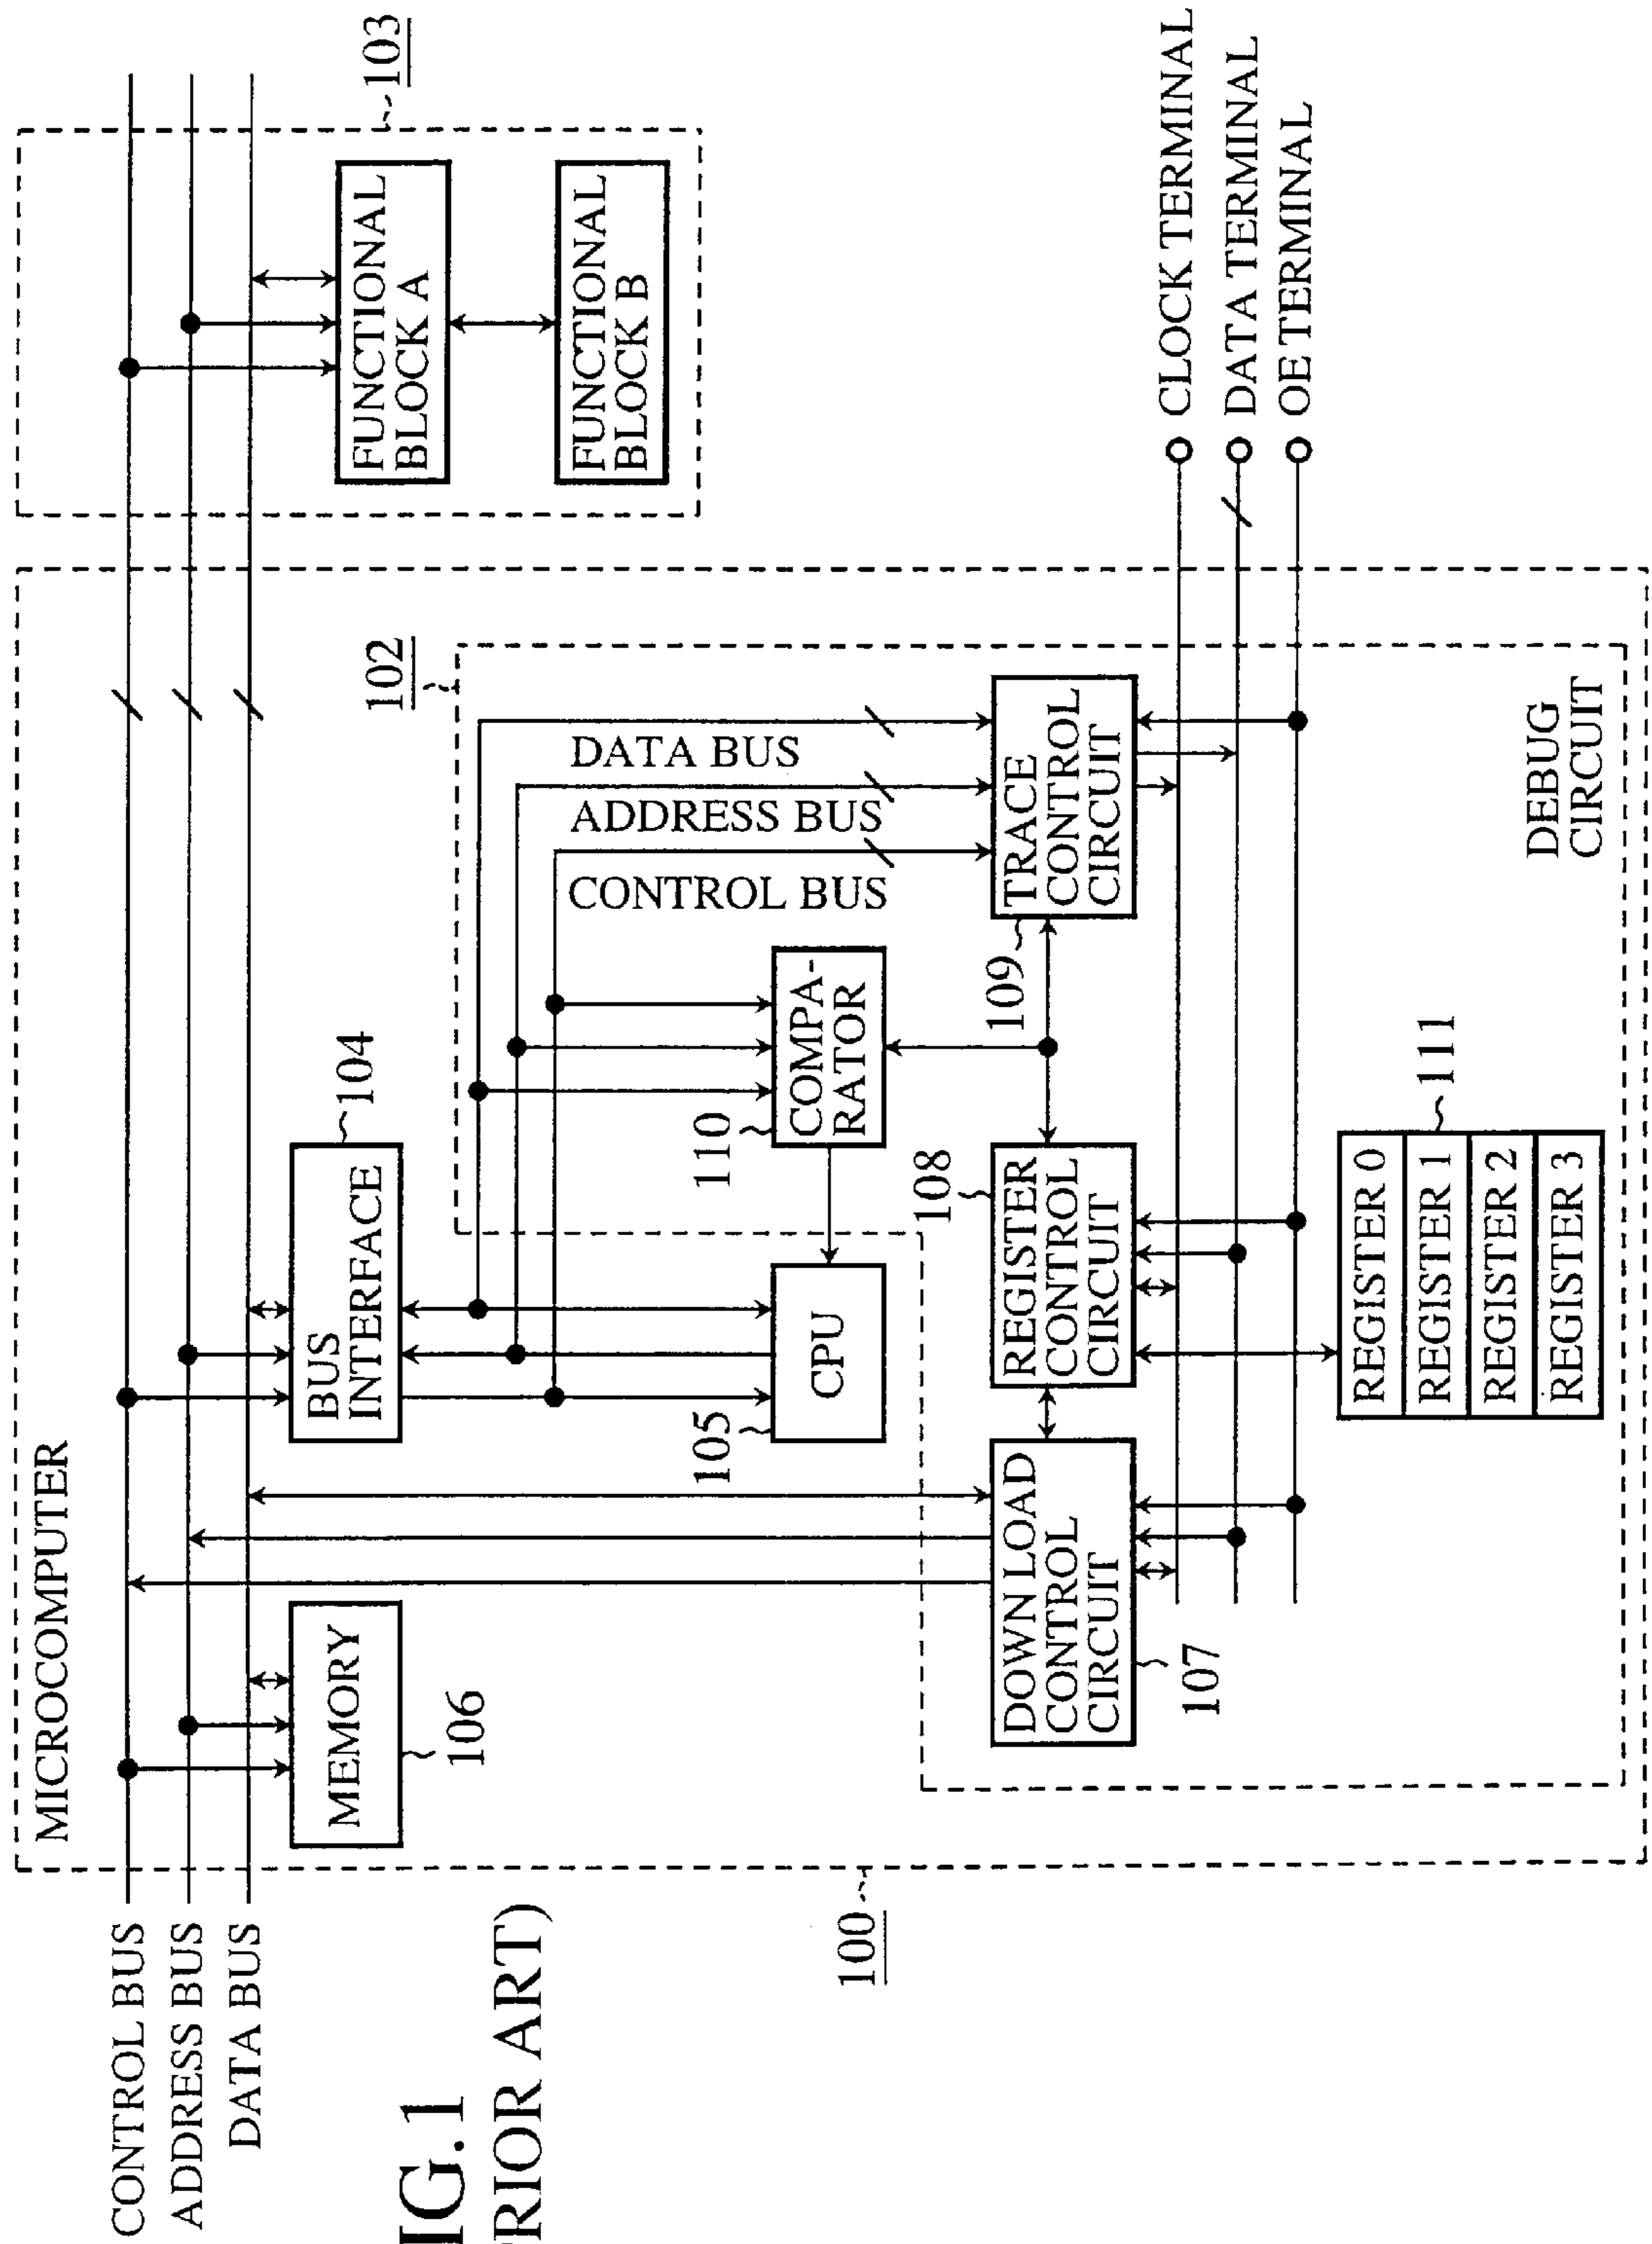 MICROCOMPUTER
CONTROL BUS
ADDRESS BUS
DATA BUS
103
FUNCTIONAL
BLOCK A
FUNCTIONAL
BLOCK B
MEMORY
106
BUS
INTERFACE
104
102
CPU
105
COMPA-
RATOR
110
DATA BUS
ADDRESS BUS
CONTROL BUS
DOWN LOAD
CONTROL
CIRCUIT
107
REGISTER
CONTROL
CIRCUIT
108
TRACE
CONTROL
CIRCUIT
109
CLOCK TERMINAL
DATA TERMINAL
OE TERMINAL
REGISTER 0
REGISTER 1
REGISTER 2
REGISTER 3
111
DEBUG
CIRCUIT
100
IG.1
RIOR ART)